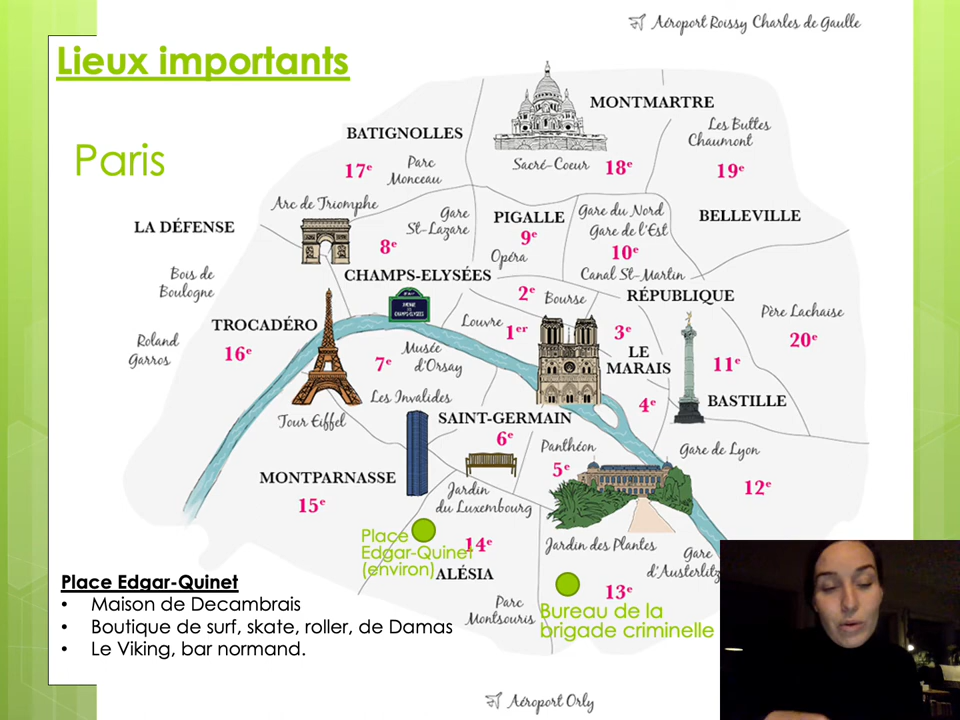 Aéroport Roissy Charles de Gaulle
Lieux importants
Paris
MONTMARTRE
BATIGNOLLES
Les Buttes
Chaumont
17e
Parc
Monceau
Sacré-Coeur
18e
19e
Arc de Triomphe
LA DÉFENSE
8e
Gare
St-Lazare
PIGALLE
9e
Opéra
Gare du Nord
Gare de l'Est
10e
Canal St-Martin
BELLEVILLE
Bois de
Boulogne
CHAMPS-ELYSÉES
2e
Bourse
RÉPUBLIQUE
Père Lachaise
20e
Roland
Garros
TROCADÉRO
16e
Louvre
1er
3e
LE
MARAIS
11e
7e
Musée
d'Orsay
Les Invalides
4e
BASTILLE
Tour Eiffel
SAINT-GERMAIN
6e
Panthéon
5e
Gare de Lyon
12e
MONTPARNASSE
15e
Jardin
du Luxembourg
Place
Edgar-Quinet
(environ)
14e
ALÉSIA
Jardin des Plantes
Gare
d'Austerlitz
13e
Parc
Montsouris
Bureau de la
brigade criminelle
Place Edgar-Quinet
• Maison de Decambrais
• Boutique de surf, skate, roller, de Damas
• Le Viking, bar normand.
Aéroport Orly